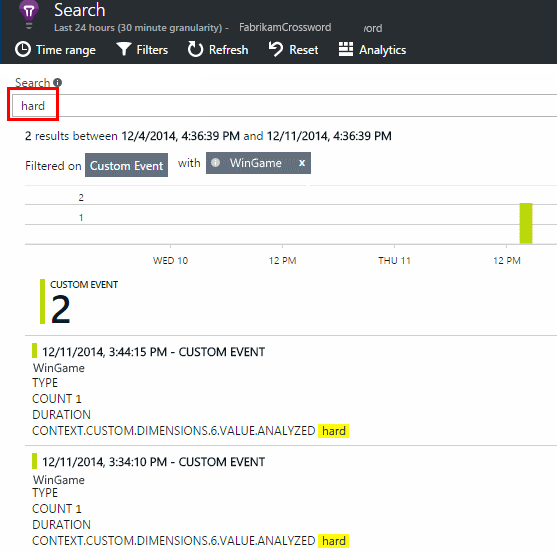 Search
Last 24 hours (30 minute granularity) - FabrikamCrossword
Time range Filters Refresh Reset Analytics
Search
hard
2 results between 12/4/2014, 4:36:39 PM and 12/11/2014, 4:36:39 PM
Filtered on Custom Event with WinGame x
2
1
WED 10 12 PM THU 11 12 PM
CUSTOM EVENT
2
12/11/2014, 3:44:15 PM - CUSTOM EVENT
WinGame
TYPE
COUNT 1
DURATION
CONTEXT.CUSTOM.DIMENSIONS.6.VALUE.ANALYZED hard
12/11/2014, 3:34:10 PM - CUSTOM EVENT
WinGame
TYPE
COUNT 1
DURATION
CONTEXT.CUSTOM.DIMENSIONS.6.VALUE.ANALYZED hard